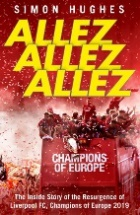 SIMON HUGHES
ALLEZ
ALLEZ
ALLEZ
CHAMPIONS
OF EUROPE
The Inside Story of the Resurgence of
Liverpool FC, Champions of Europe 2019